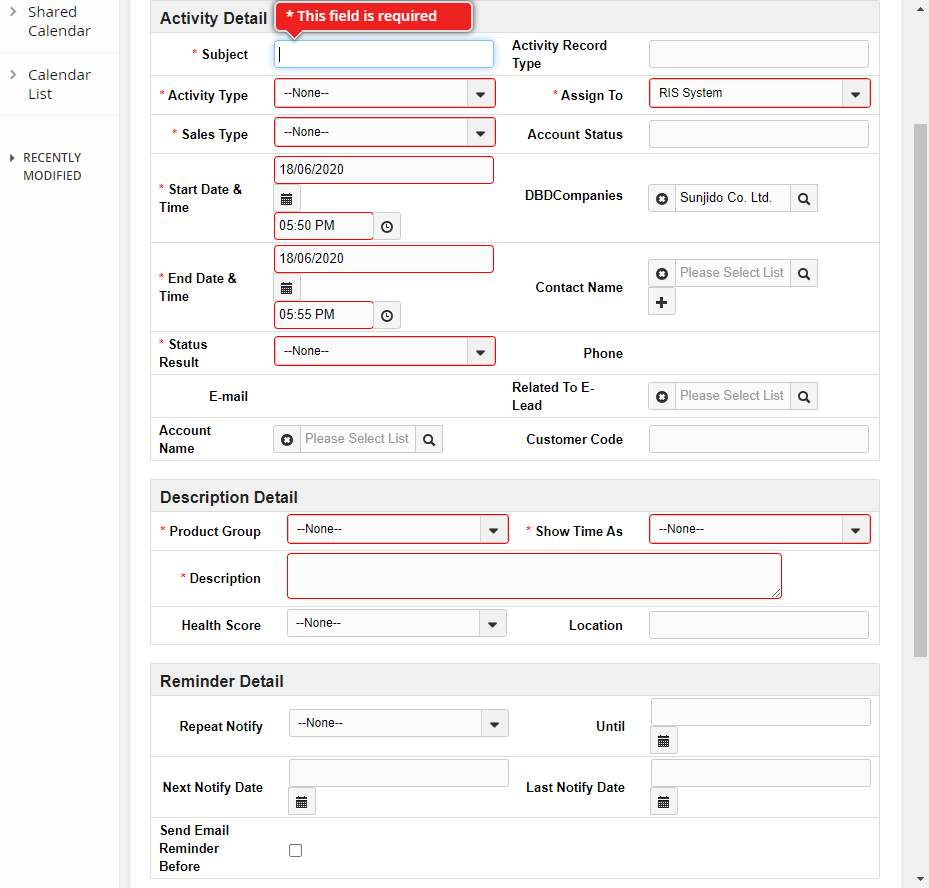 Shared
Calendar
Calendar
List
RECENTLY
MODIFIED
Activity Detail
* This field is required
* Subject
Activity Record
Type
* Activity Type
--None--
* Assign To
RIS System
* Sales Type
--None--
Account Status
* Start Date &
Time
18/06/2020
05:50 PM
DBDCompanies
Sunjido Co. Ltd.
* End Date &
Time
18/06/2020
05:55 PM
Contact Name
Please Select List
* Status
Result
--None--
Phone
E-mail
Related To E-
Lead
Please Select List
Account
Name
Please Select List
Customer Code
Description Detail
* Product Group
--None--
* Show Time As
--None--
* Description
Health Score
--None--
Location
Reminder Detail
Repeat Notify
--None--
Until
Next Notify Date
Last Notify Date
Send Email
Reminder
Before